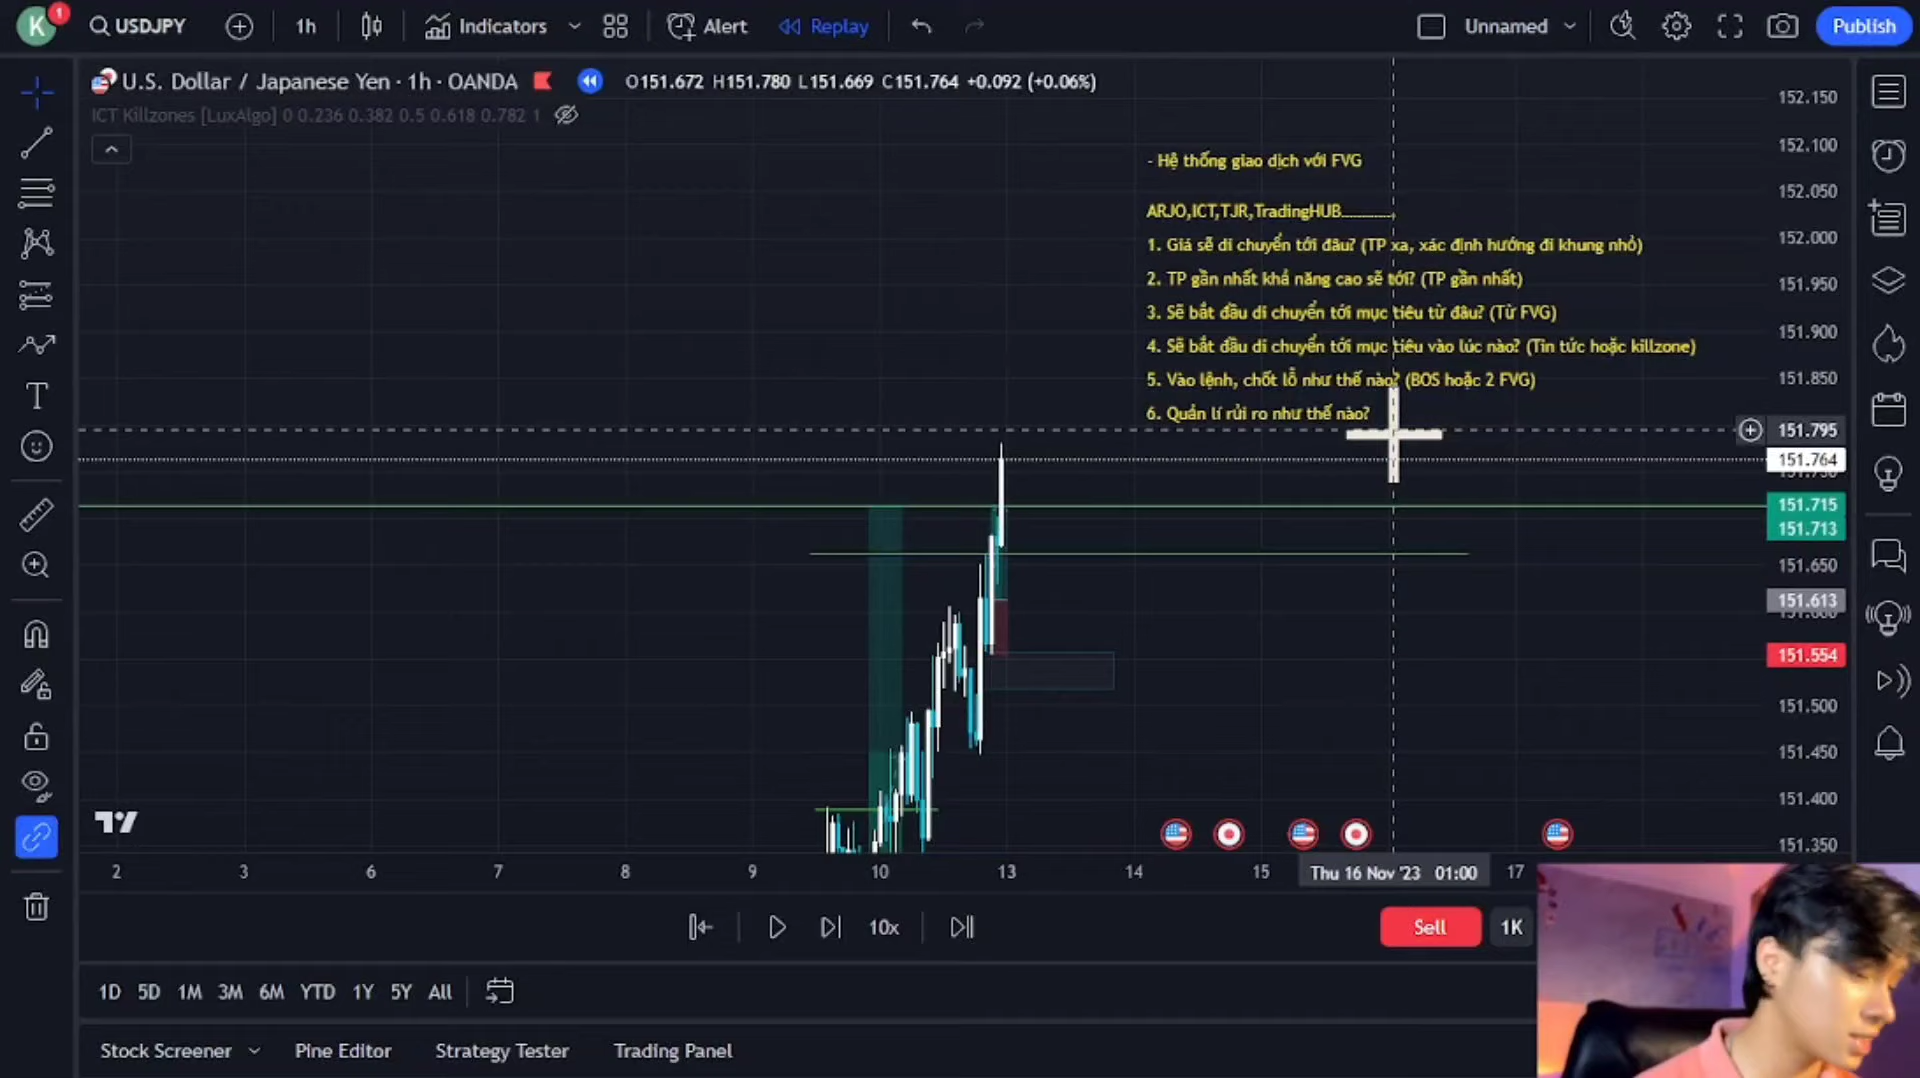 K 1 USDJPY 1h Indicators Alert Replay Unnamed Publish
U.S. Dollar / Japanese Yen · 1h · OANDA O151.672 H151.780 L151.669 C151.764 +0.092 (+0.06%)
ICT Killzones [LuxAlgo] 0 0.236 0.382 0.5 0.618 0.782 1
- Hệ thống giao dịch với FVG
ARJO,ICT,TJR,TradingHUB............
1. Giá sẽ di chuyển tới đâu? (TP xa, xác định hướng đi khung nhỏ)
2. TP gần nhất khả năng cao sẽ tới? (TP gần nhất)
3. Sẽ bắt đầu di chuyển tới mục tiêu từ đâu? (Từ FVG)
4. Sẽ bắt đầu di chuyển tới mục tiêu vào lúc nào? (Tin tức hoặc killzone)
5. Vào lệnh, chốt lỗ như thế nào? (BOS hoặc 2 FVG)
6. Quản lí rủi ro như thế nào?
152.150
152.100
152.050
152.000
151.950
151.900
151.850
151.795
151.764
151.715
151.713
151.650
151.613
151.554
151.500
151.450
151.400
151.350
2 3 6 7 8 9 10 13 14 15 Thu 16 Nov '23 01:00 17
10x Sell 1K
1D 5D 1M 3M 6M YTD 1Y 5Y All
Stock Screener Pine Editor Strategy Tester Trading Panel